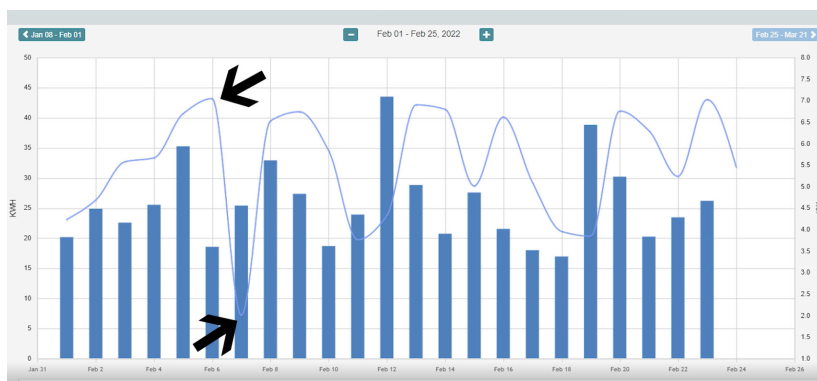 Jan 08 - Feb 01
Feb 01 - Feb 25, 2022
Feb 25 - Mar 21
50
45
40
35
30
25
20
15
10
5
0
KWH
8.0
7.5
7.0
6.5
6.0
5.5
5.0
4.5
4.0
3.5
3.0
2.5
2.0
1.5
1.0
Jan 31
Feb 2
Feb 4
Feb 6
Feb 8
Feb 10
Feb 12
Feb 14
Feb 16
Feb 18
Feb 20
Feb 22
Feb 24
Feb 26